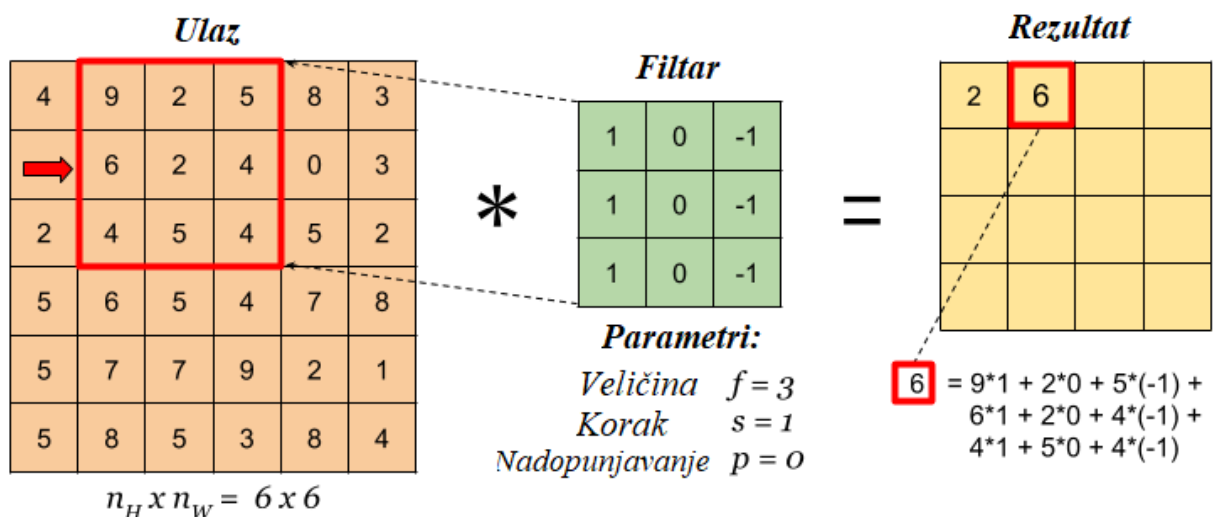 Ulaz
4 9 2 5 8 3
6 2 4 0 3
2 4 5 4 5 2
5 6 5 4 7 8
5 7 7 9 2 1
5 8 5 3 8 4
n_H x n_W = 6 x 6
*
Filtar
1 0 -1
1 0 -1
1 0 -1
Parametri:
Veličina f = 3
Korak s = 1
Nadopunjavanje p = 0
=
Rezultat
2 6
6 = 9*1 + 2*0 + 5*(-1) +
6*1 + 2*0 + 4*(-1) +
4*1 + 5*0 + 4*(-1)